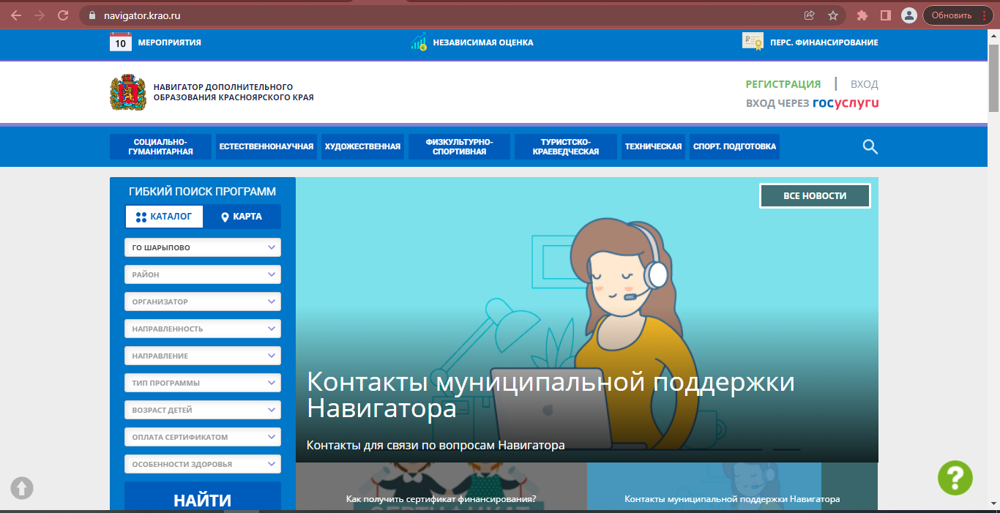 navigator.krao.ru
Обновить
10
МЕРОПРИЯТИЯ
НЕЗАВИСИМАЯ ОЦЕНКА
ПЕРС. ФИНАНСИРОВАНИЕ
НАВИГАТОР ДОПОЛНИТЕЛЬНОГО
ОБРАЗОВАНИЯ КРАСНОЯРСКОГО КРАЯ
РЕГИСТРАЦИЯ
ВХОД
ВХОД ЧЕРЕЗ госуслуги
СОЦИАЛЬНО-
ГУМАНИТАРНАЯ
ЕСТЕСТВЕННОНАУЧНАЯ
ХУДОЖЕСТВЕННАЯ
ФИЗКУЛЬТУРНО-
СПОРТИВНАЯ
ТУРИСТСКО-
КРАЕВЕДЧЕСКАЯ
ТЕХНИЧЕСКАЯ
СПОРТ. ПОДГОТОВКА
ГИБКИЙ ПОИСК ПРОГРАММ
КАТАЛОГ
КАРТА
ГО ШАРЫПОВО
РАЙОН
ОРГАНИЗАТОР
НАПРАВЛЕННОСТЬ
НАПРАВЛЕНИЕ
ТИП ПРОГРАММЫ
ВОЗРАСТ ДЕТЕЙ
ОПЛАТА СЕРТИФИКАТОМ
ОСОБЕННОСТИ ЗДОРОВЬЯ
НАЙТИ
ВСЕ НОВОСТИ
Контакты муниципальной поддержки
Навигатора
Контакты для связи по вопросам Навигатора
Как получить сертификат финансирования?
СЕРТИФИКАТ
Контакты муниципальной поддержки Навигатора
?